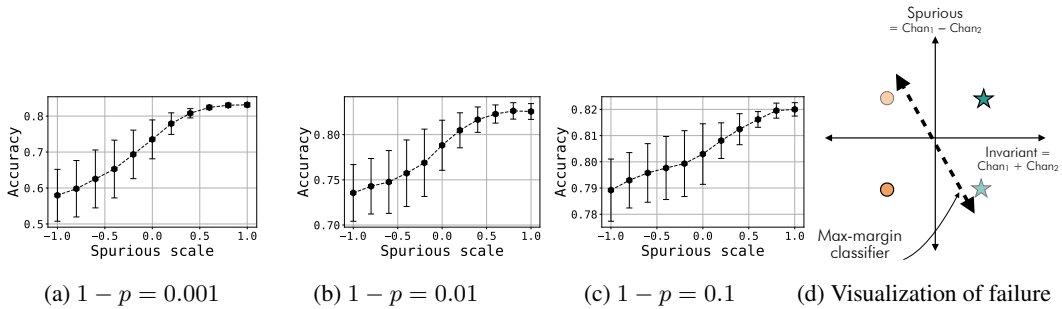 Accuracy
0.8
0.7
0.6
0.5
−1.0
−0.5
0.0
0.5
1.0
Spurious scale
(a) 1 − p = 0.001
Accuracy
0.80
0.75
0.70
−1.0
−0.5
0.0
0.5
1.0
Spurious scale
(b) 1 − p = 0.01
Accuracy
0.82
0.81
0.80
0.79
0.78
−1.0
−0.5
0.0
0.5
1.0
Spurious scale
(c) 1 − p = 0.1
Spurious
= Chan₁ − Chan₂
Invariant =
Chan₁ + Chan₂
Max-margin
classifier
(d) Visualization of failure